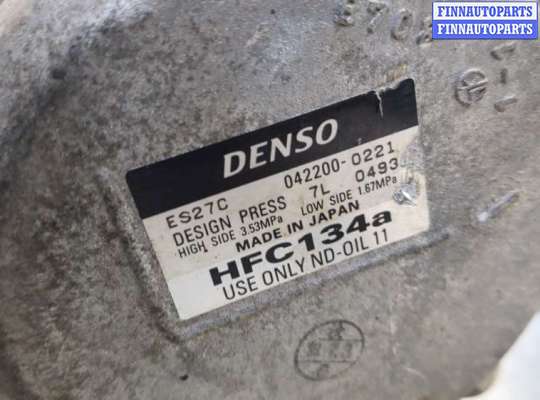 FINNAUTOPARTS
FINNAUTOPARTS
DENSO
ES27C 042200-0221
DESIGN PRESS 7L 0493
HIGH SIDE 3.53MPa LOW SIDE 1.67MPa
MADE IN JAPAN
HFC134a
USE ONLY ND-OIL 11